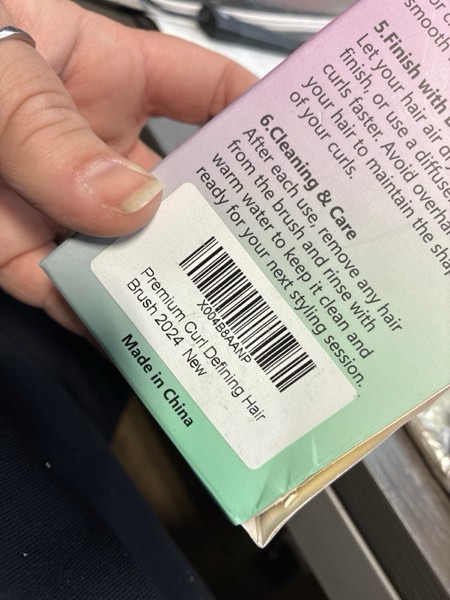 smooth
5.Finish with
Let your hair air
finish, or use a diffuse
curls faster. Avoid overhe
your hair to maintain the sha
of your curls.
6.Cleaning & Care
After each use, remove any hair
from the brush and rinse with
warm water to keep it clean and
ready for your next styling session.
X004B8AANP
Premium Curl Defining Hair
Brush 2024 New
Made in China